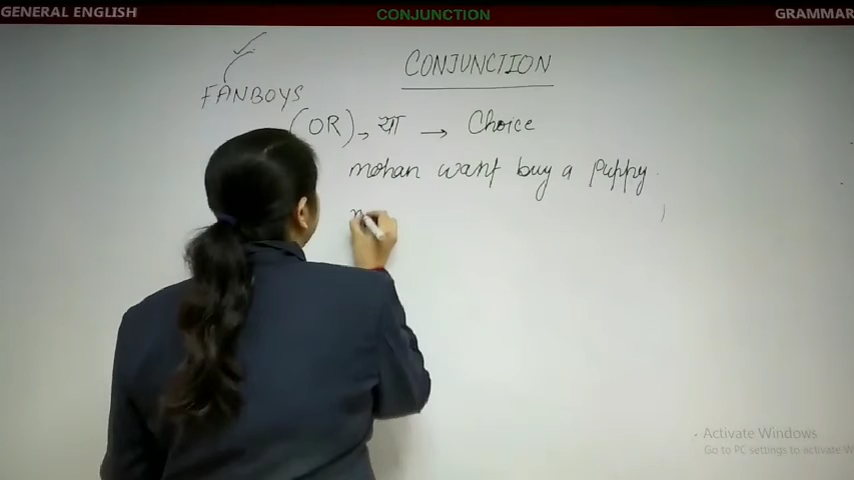 GENERAL ENGLISH CONJUNCTION GRAMMAR
CONJUNCTION
FANBOYS
(OR) → या → Choice
mohan want buy a puppy.
m
Activate Windows
Go to PC settings to activate W